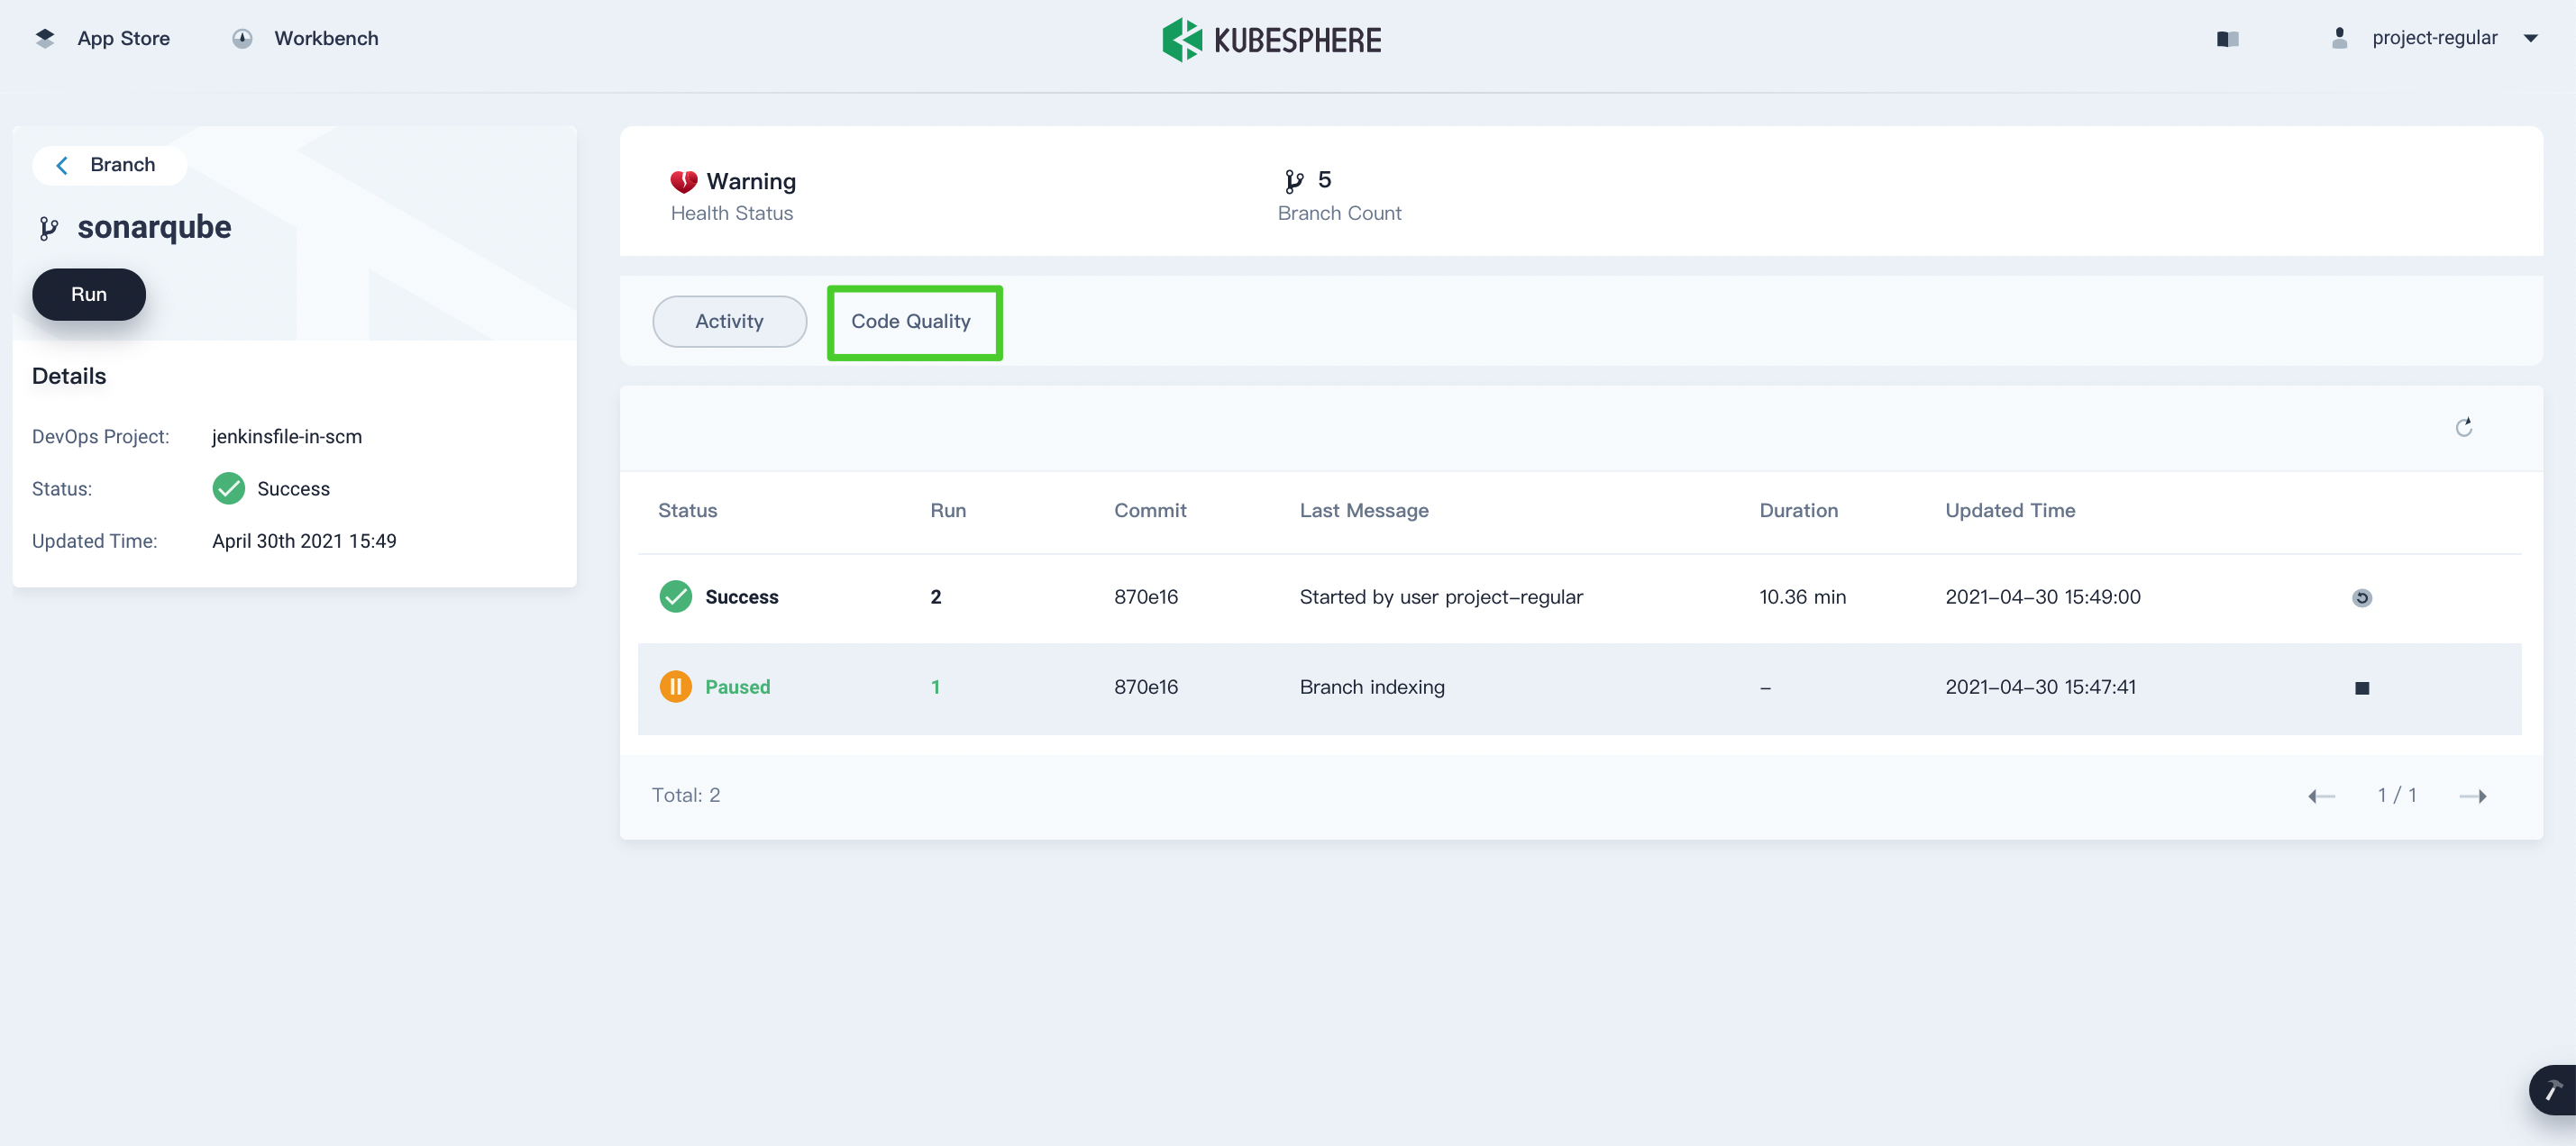 App Store Workbench KUBESPHERE project-regular
Branch
sonarqube
Run
Details
DevOps Project: jenkinsfile-in-scm
Status: Success
Updated Time: April 30th 2021 15:49
Warning
Health Status
5
Branch Count
Activity Code Quality
Status Run Commit Last Message Duration Updated Time
Success 2 870e16 Started by user project-regular 10.36 min 2021-04-30 15:49:00
Paused 1 870e16 Branch indexing - 2021-04-30 15:47:41
Total: 2 1 / 1